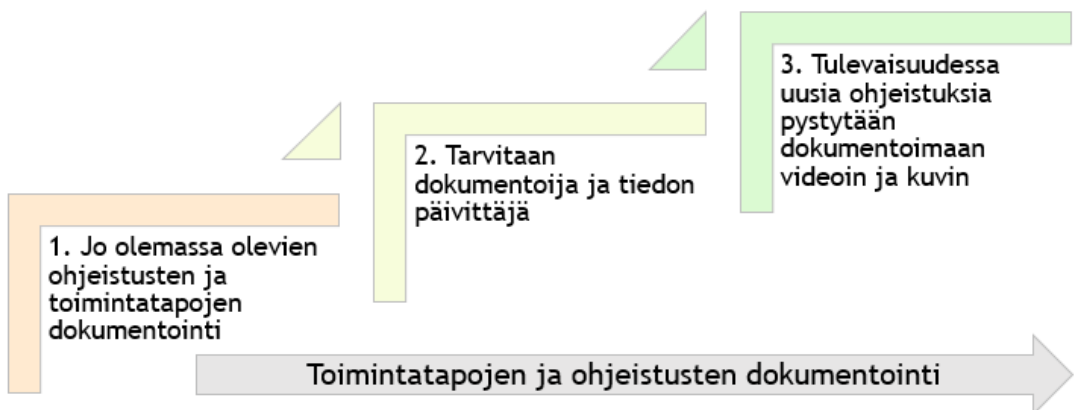 1. Jo olemassa olevien
ohjeistusten ja
toimintatapojen
dokumentointi
2. Tarvitaan
dokumentoija ja tiedon
päivittäjä
3. Tulevaisuudessa
uusia ohjeistuksia
pystytään
dokumentoimaan
videoin ja kuvin
Toimintatapojen ja ohjeistusten dokumentointi